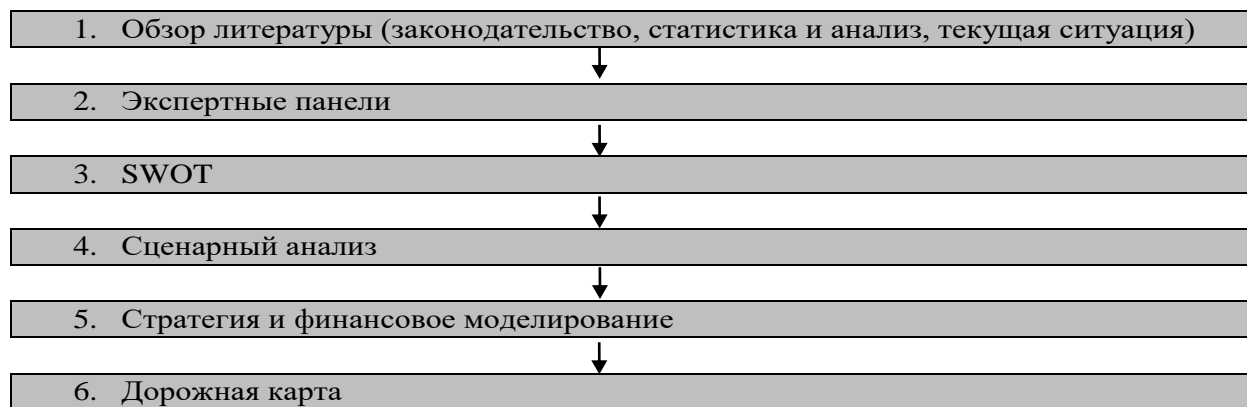 1. Обзор литературы (законодательство, статистика и анализ, текущая ситуация)
2. Экспертные панели
3. SWOT
4. Сценарный анализ
5. Стратегия и финансовое моделирование
6. Дорожная карта